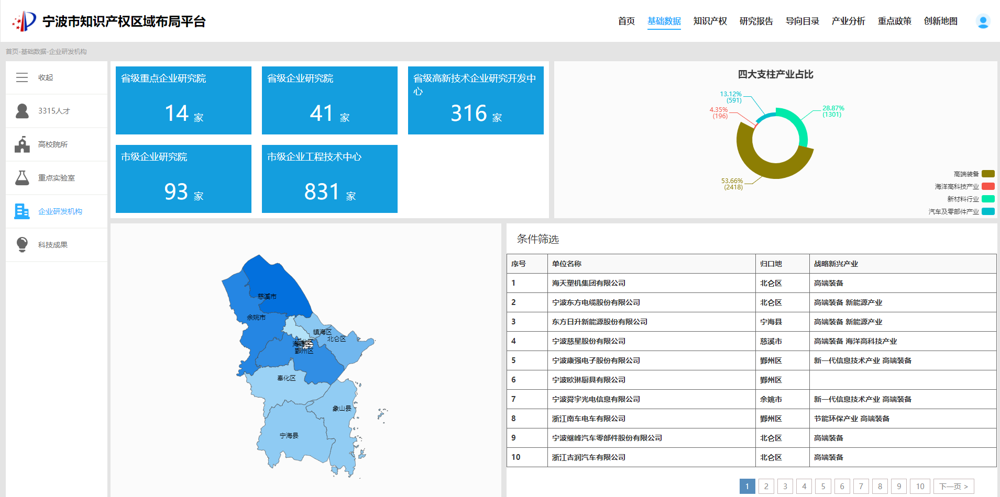 宁波市知识产权区域布局平台
首页 基础数据 知识产权 研究报告 导向目录 产业分析 重点政策 创新地图
首页-基础数据-企业研发机构
收起
3315人才
高校院所
重点实验室
企业研发机构
科技成果
省级重点企业研究院
14 家
省级企业研究院
41 家
省级高新技术企业研究开发中
心
316 家
市级企业研究院
93 家
市级企业工程技术中心
831 家
四大支柱产业占比
13.12%
(591)
4.35%
(196)
28.87%
(1301)
53.66%
(2418)
高端装备
海洋高科技产业
新材料行业
汽车及零部件产业
慈溪市
余姚市
镇海区
北仑区
海曙区
鄞州区
奉化区
象山县
宁海县
条件筛选
序号 单位名称 归口地 战略新兴产业
1 海天塑机集团有限公司 北仑区 高端装备
2 宁波东方电缆股份有限公司 北仑区 高端装备 新能源产业
3 东方日升新能源股份有限公司 宁海县 高端装备 新能源产业
4 宁波慈星股份有限公司 慈溪市 高端装备 海洋高科技产业
5 宁波康强电子股份有限公司 鄞州区 新一代信息技术产业 高端装备
6 宁波欧琳厨具有限公司 鄞州区
7 宁波舜宇光电信息有限公司 余姚市 新一代信息技术产业 高端装备
8 浙江南车电车有限公司 鄞州区 节能环保产业 高端装备
9 宁波继峰汽车零部件股份有限公司 北仑区 高端装备
10 浙江吉润汽车有限公司 北仑区 高端装备
1 2 3 4 5 6 7 8 9 10 下一页 >